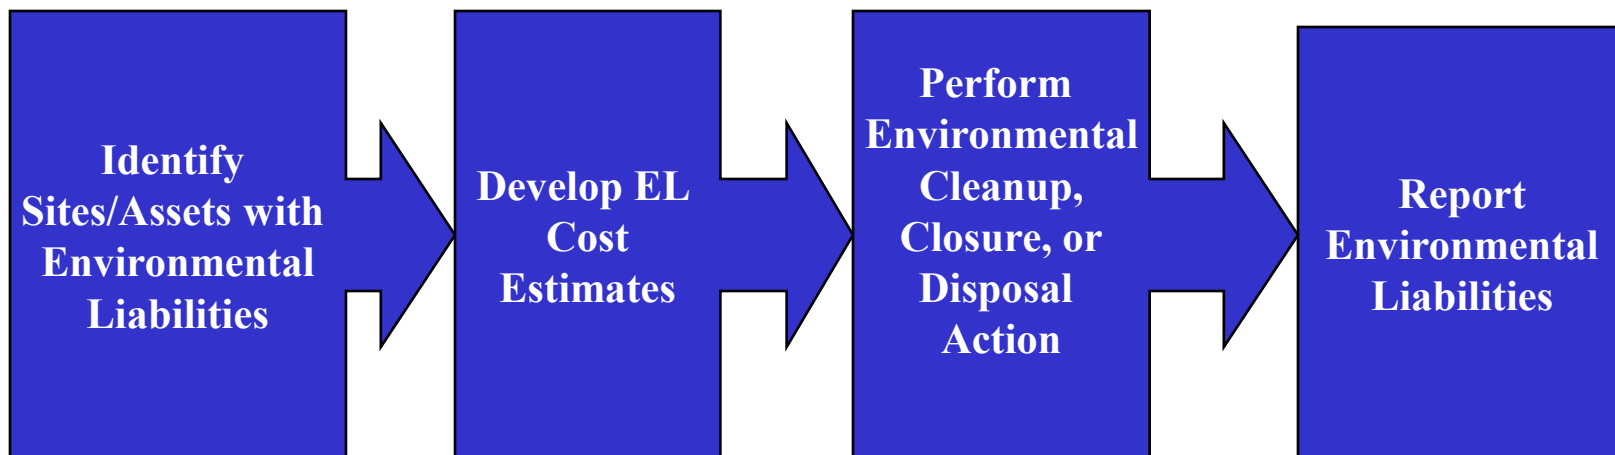 Identify
Sites/Assets with
Environmental
Liabilities
Develop EL
Cost
Estimates
Perform
Environmental
Cleanup,
Closure, or
Disposal
Action
Report
Environmental
Liabilities